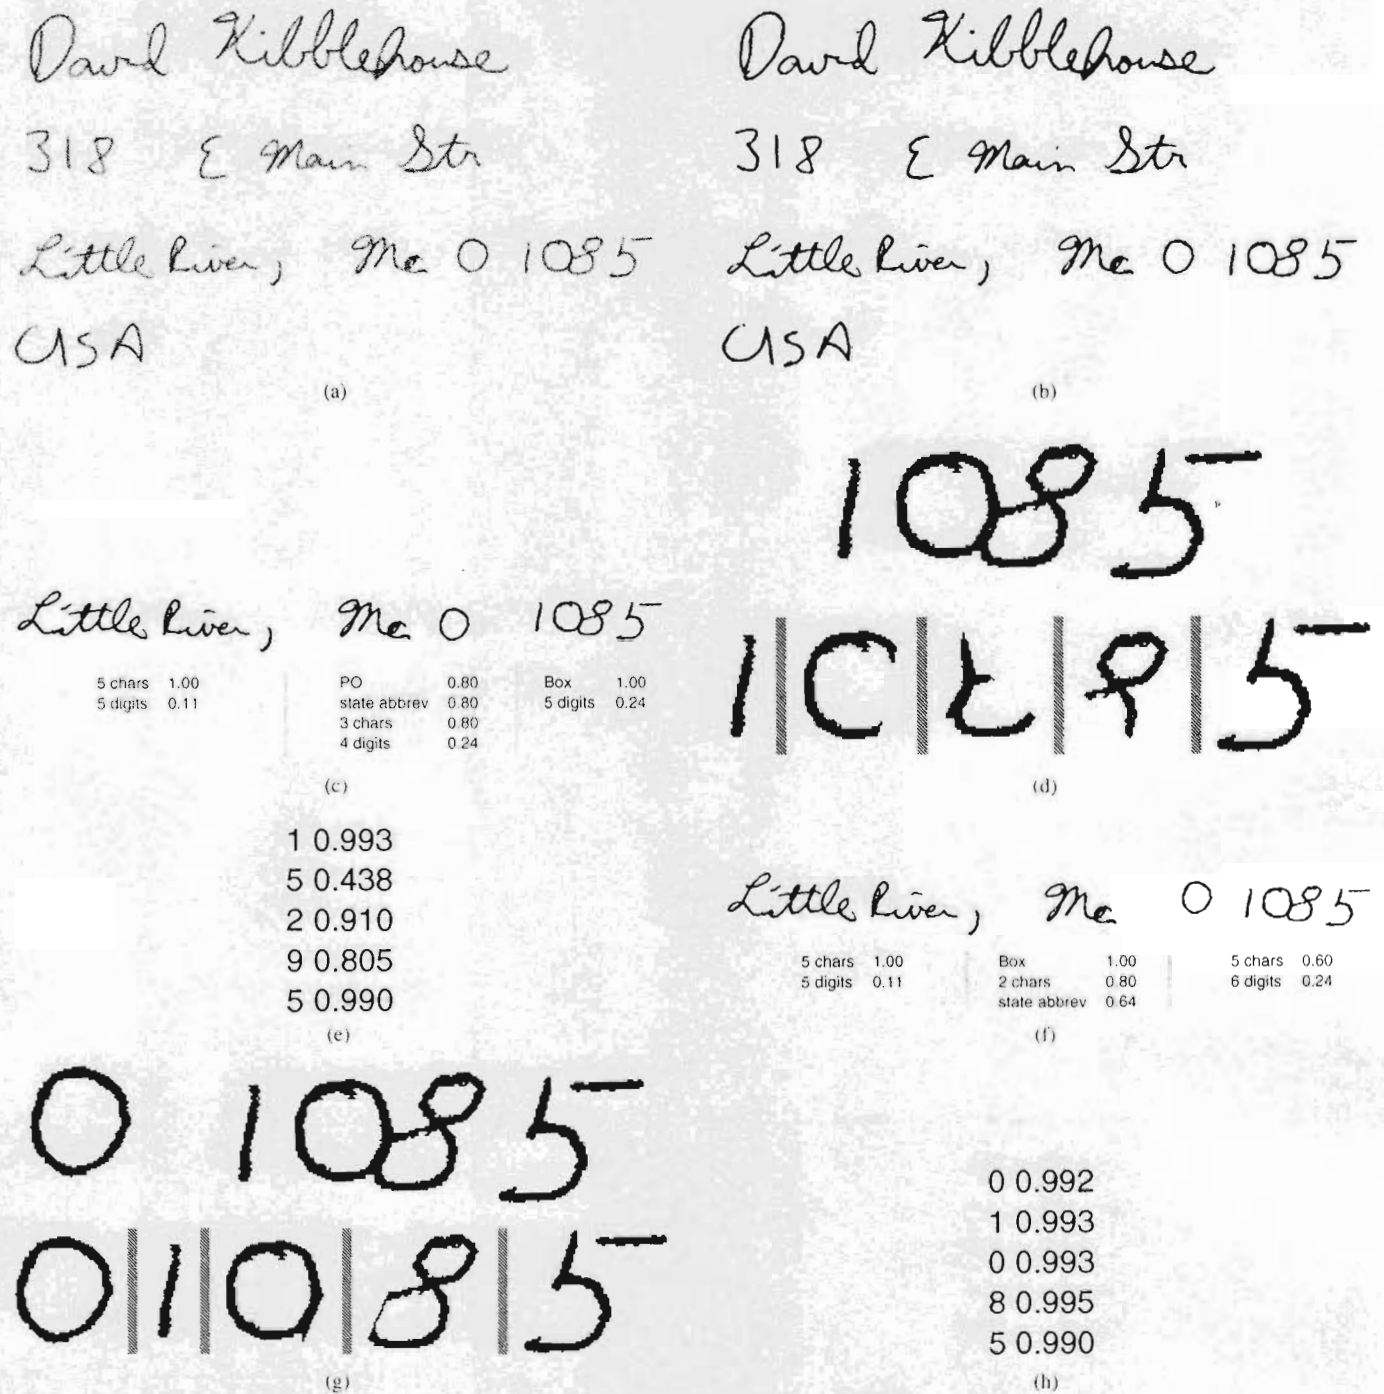 David Kibblehouse
318 E Main Str
Little River, Ma 0 1085
USA
(a)
David Kibblehouse
318 E Main Str
Little River, Ma 0 1085
USA
(b)
Little River, Ma 0 1085
5 chars 1.00 PO 0.80 Box 1.00
5 digits 0.11 state abbrev 0.80 5 digits 0.24
3 chars 0.80
4 digits 0.24
(c)
1085
1 5
(d)
1 0.993
5 0.438
2 0.910
9 0.805
5 0.990
(e)
Little River, Ma 0 1085
5 chars 1.00 Box 1.00 5 chars 0.60
5 digits 0.11 2 chars 0.80 6 digits 0.24
state abbrev 0.64
(f)
0 1085
0 1 0 8 5
(g)
0 0.992
1 0.993
0 0.993
8 0.995
5 0.990
(h)